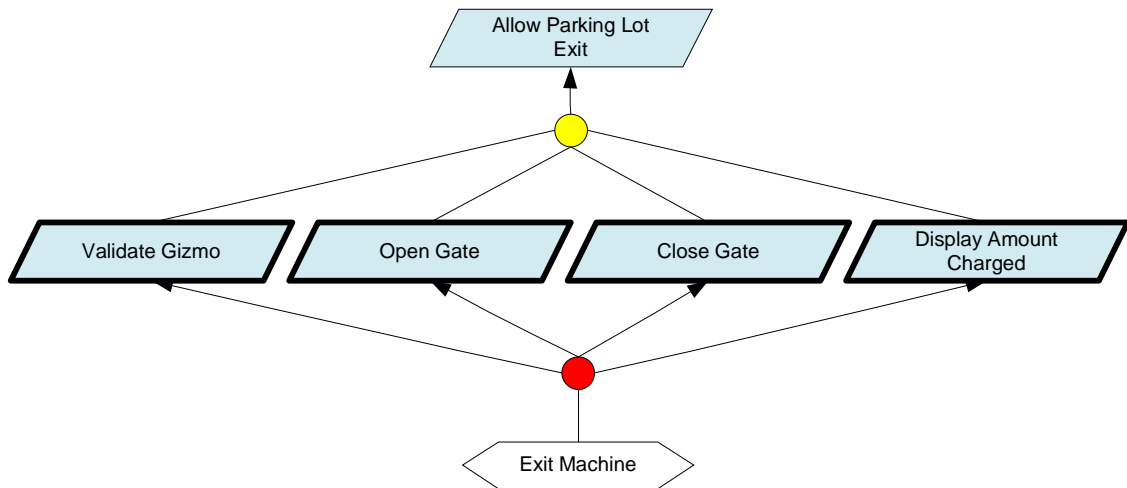 Allow Parking Lot
Exit
Validate Gizmo
Open Gate
Close Gate
Display Amount
Charged
Exit Machine